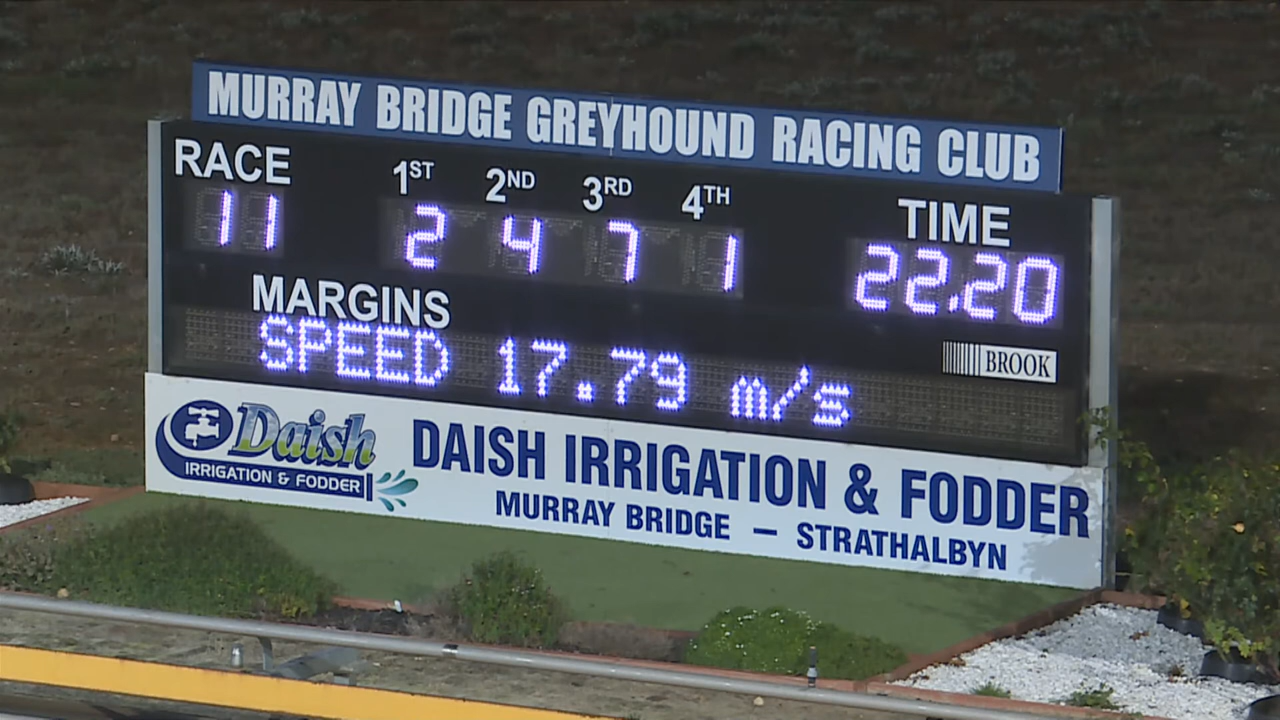 MURRAY BRIDGE GREYHOUND RACING CLUB
RACE 1ST 2ND 3RD 4TH TIME
11 2 4 7 1 22.20
MARGINS
SPEED 17.79 m/s
BROOK
Daish
IRRIGATION & FODDER
DAISH IRRIGATION & FODDER
MURRAY BRIDGE – STRATHALBYN